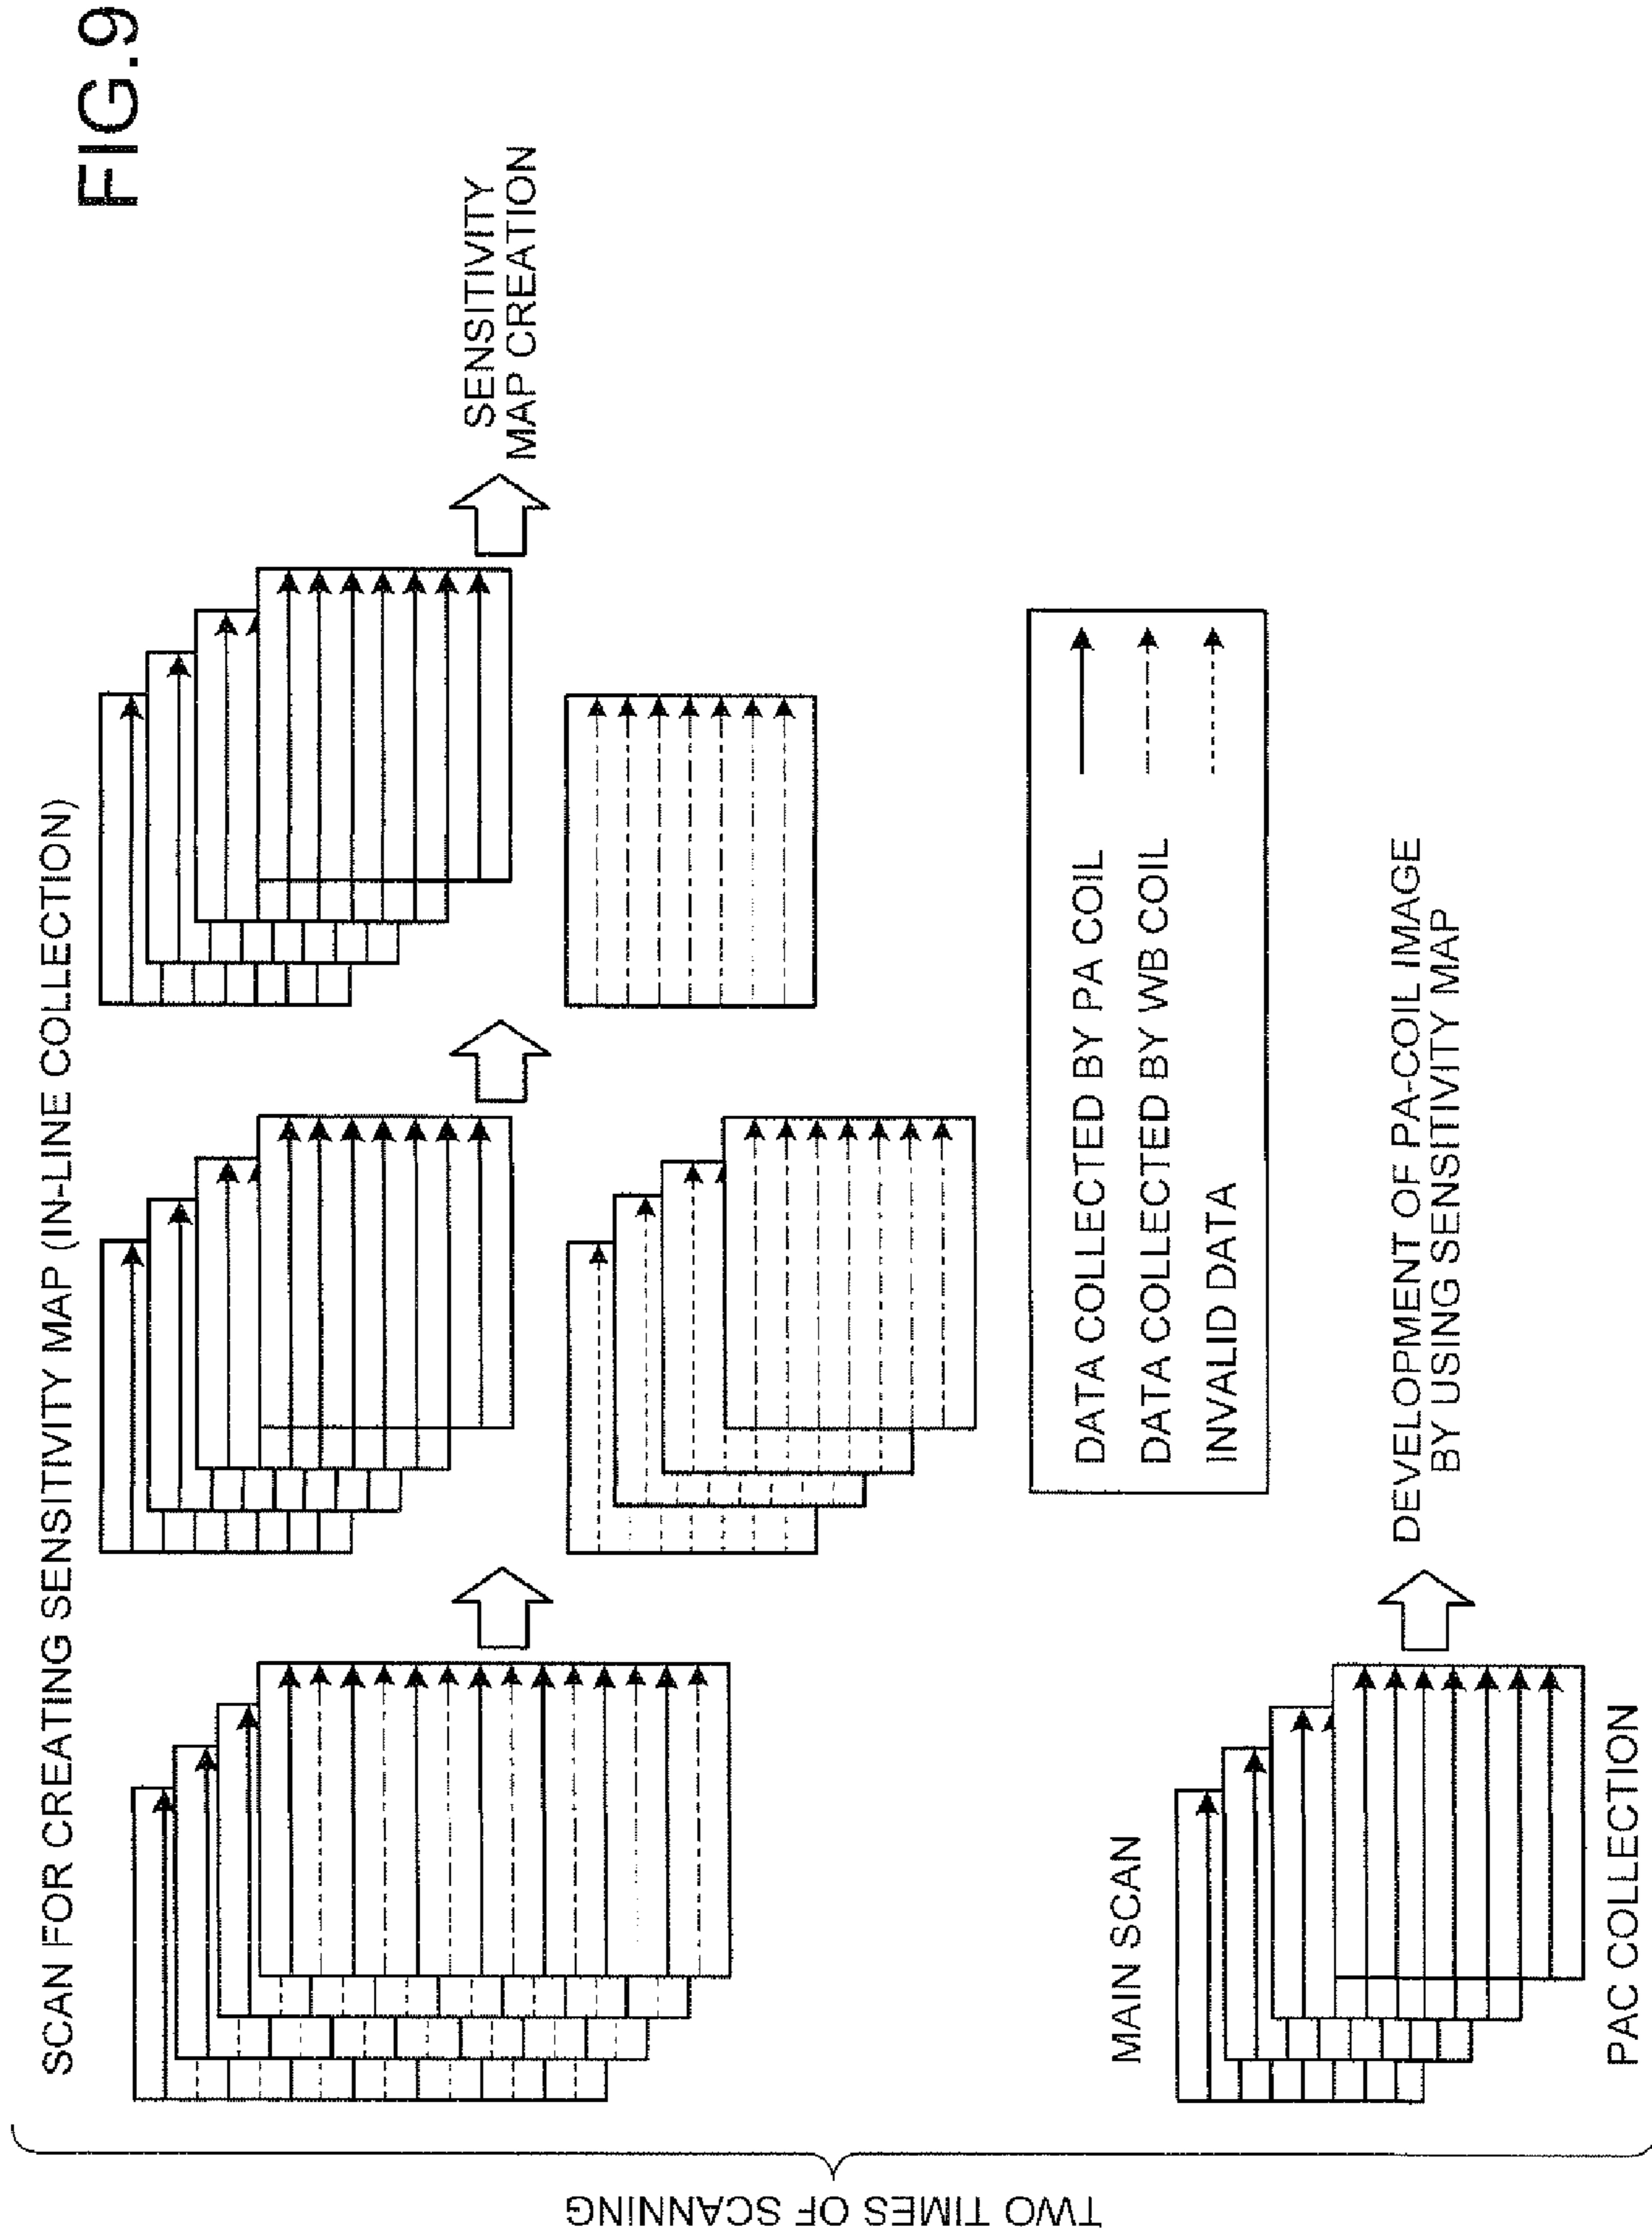 FIG.9
TWO TIMES OF SCANNING
SCAN FOR CREATING SENSITIVITY MAP (IN-LINE COLLECTION)
SENSITIVITY
MAP CREATION
DATA COLLECTED BY PA COIL
DATA COLLECTED BY WB COIL
INVALID DATA
MAIN SCAN
PAC COLLECTION
DEVELOPMENT OF PA-COIL IMAGE
BY USING SENSITIVITY MAP